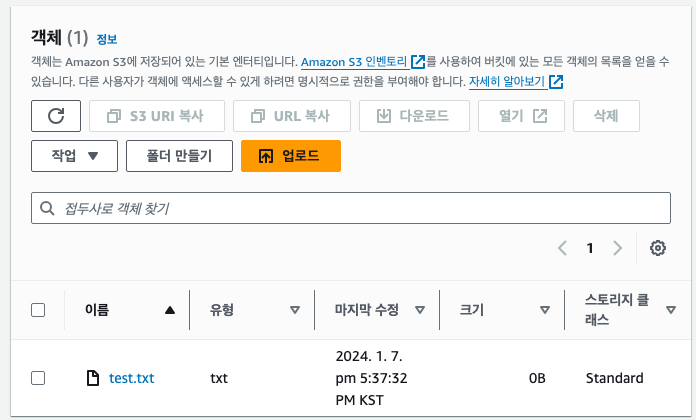 객체 (1) 정보
객체는 Amazon S3에 저장되어 있는 기본 엔터티입니다. Amazon S3 인벤토리를 사용하여 버킷에 있는 모든 객체의 목록을 얻을 수
있습니다. 다른 사용자가 객체에 액세스할 수 있게 하려면 명시적으로 권한을 부여해야 합니다. 자세히 알아보기
S3 URI 복사 URL 복사 다운로드 열기 삭제
작업 폴더 만들기 업로드
접두사로 객체 찾기
1
이름 유형 마지막 수정 크기 스토리지 클
래스
2024. 1. 7.
test.txt txt pm 5:37:32 0B Standard
PM KST